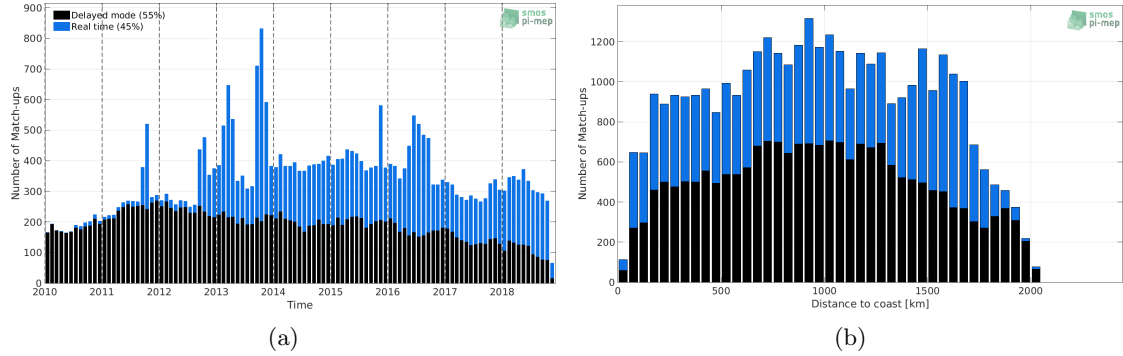 Delayed mode (55%)
Real time (45%)
smos
pi-mep
Number of Match-ups
900
800
700
600
500
400
300
200
100
0
2010 2011 2012 2013 2014 2015 2016 2017 2018
Time
(a)
smos
pi-mep
Number of Match-ups
1200
1000
800
600
400
200
0
0 500 1000 1500 2000
Distance to coast [km]
(b)